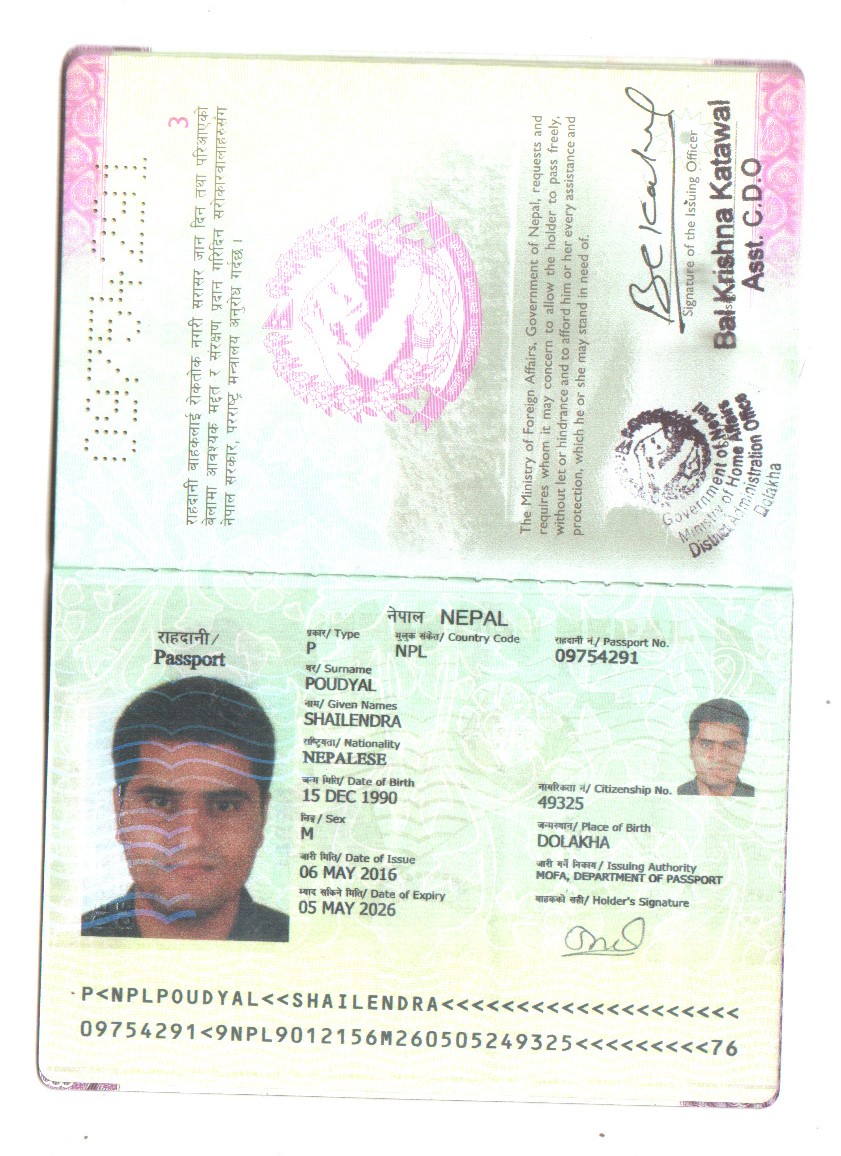 09754291
3
राहदानी बाहकलाई रोकतोक नगरी सरासर जान दिन तथा परिआएको
बेलामा आवश्यक मद्दत र संरक्षण प्रदान गरिदिन सरोकारवालाहरुसंग
नेपाल सरकार, परराष्ट्र मन्त्रालय अनुरोध गर्दछ ।
The Ministry of Foreign Affairs, Government of Nepal, requests and
requires whom it may concern to allow the holder to pass freely,
without let or hindrance and to afford him or her every assistance and
protection, which he or she may stand in need of.
Signature of the Issuing Officer
Bal Krishna Katawal
Asst. C.D.O
Government of Nepal
Ministry of Home Affairs
District Administration Office
Dolakha
नेपाल NEPAL
राहदानी/
Passport
प्रकार/ Type
P
मुलुक संकेत/ Country Code
NPL
राहदानी नं/ Passport No.
09754291
थर/ Surname
POUDYAL
नाम/ Given Names
SHAILENDRA
राष्ट्रियता/ Nationality
NEPALESE
जन्म मिति/ Date of Birth
15 DEC 1990
नागरिकता नं/ Citizenship No.
49325
लिङ्ग/ Sex
M
जन्मस्थान/ Place of Birth
DOLAKHA
जारी मिति/ Date of Issue
06 MAY 2016
जारी गर्ने निकाय/ Issuing Authority
MOFA, DEPARTMENT OF PASSPORT
म्याद सकिने मिति/ Date of Expiry
05 MAY 2026
बाहकको सही/ Holder's Signature
P<NPLPOUDYAL<<SHAILENDRA<<<<<<<<<<<<<<<<<<<<
09754291<9NPL9012156M260505249325<<<<<<<<<76